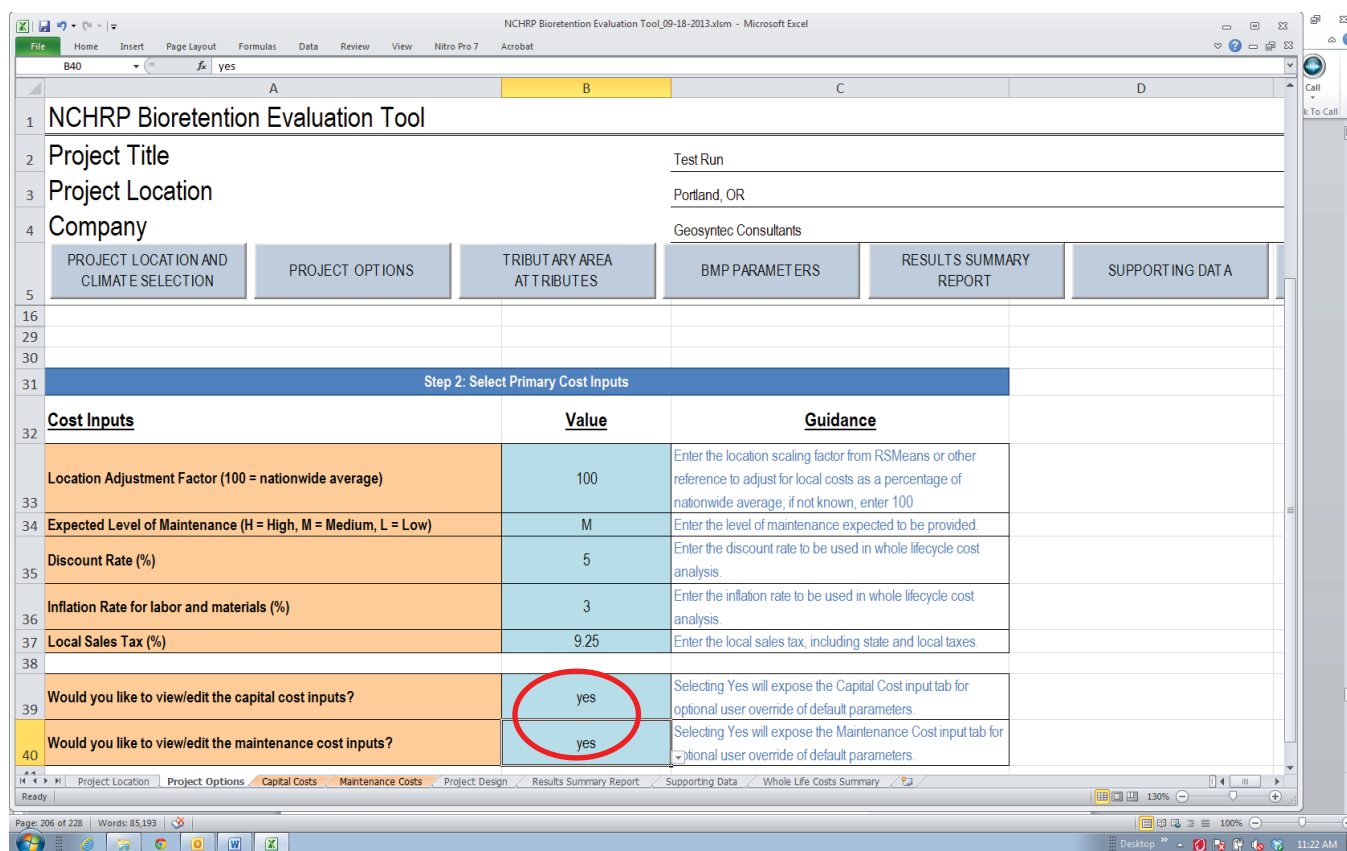 NCHRP Bioretention Evaluation Tool_09-18-2013.xlsm - Microsoft Excel
File Home Insert Page Layout Formulas Data Review View Nitro Pro 7 Acrobat
B40 fx yes
A B C D
1 NCHRP Bioretention Evaluation Tool
2 Project Title Test Run
3 Project Location Portland, OR
4 Company Geosyntec Consultants
PROJECT LOCATION AND
CLIMATE SELECTION
PROJECT OPTIONS
TRIBUTARY AREA
ATTRIBUTES
BMP PARAMETERS
RESULTS SUMMARY
REPORT
SUPPORTING DATA
5
16
29
30
31 Step 2: Select Primary Cost Inputs
32 Cost Inputs Value Guidance
Enter the location scaling factor from RSMeans or other
Location Adjustment Factor (100 = nationwide average) 100 reference to adjust for local costs as a percentage of
33 nationwide average; if not known, enter 100
34 Expected Level of Maintenance (H = High, M = Medium, L = Low) M Enter the level of maintenance expected to be provided.
Discount Rate (%) 5 Enter the discount rate to be used in whole lifecycle cost
35 analysis.
Inflation Rate for labor and materials (%) 3 Enter the inflation rate to be used in whole lifecycle cost
36 analysis.
37 Local Sales Tax (%) 9.25 Enter the local sales tax, including state and local taxes.
38
Would you like to view/edit the capital cost inputs? yes Selecting Yes will expose the Capital Cost input tab for
39 optional user override of default parameters.
Would you like to view/edit the maintenance cost inputs? yes Selecting Yes will expose the Maintenance Cost input tab for
40 optional user override of default parameters.
Project Location Project Options Capital Costs Maintenance Costs Project Design Results Summary Report Supporting Data Whole Life Costs Summary
Ready 130%
Page: 206 of 228 Words: 85,193 100%
Desktop 11:22 AM
Call
k To Call